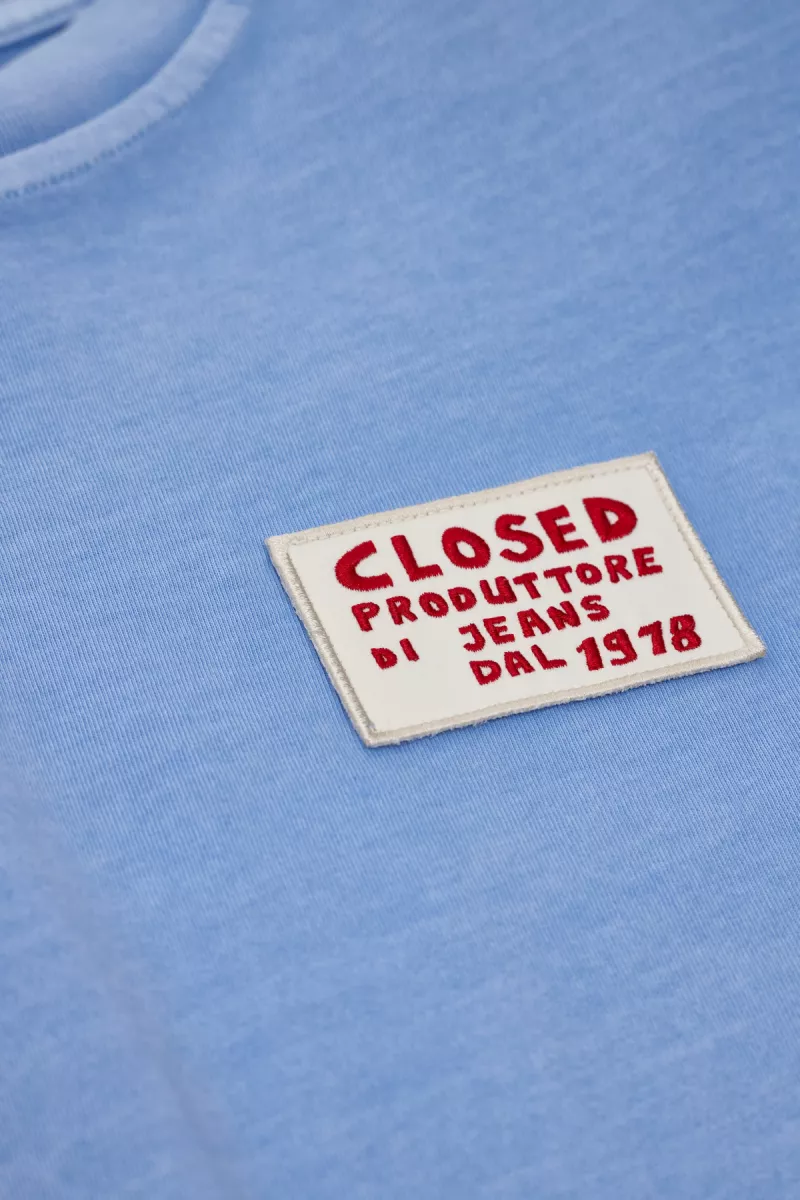 CLOSED
PRODUTTORE
DI JEANS
DAL 1978